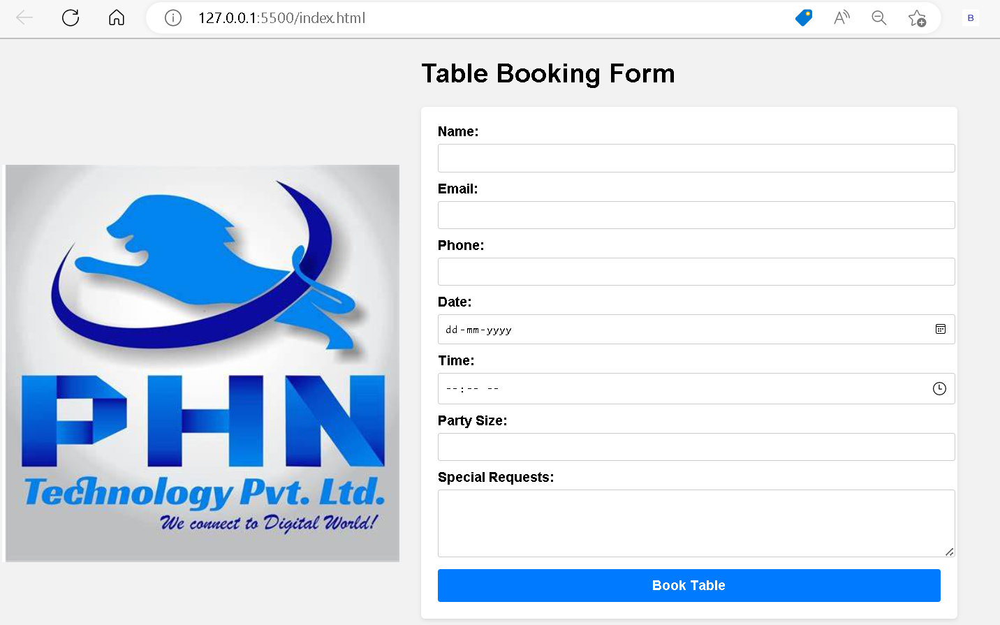 127.0.0.1:5500/index.html
B
Table Booking Form
Name:
Email:
Phone:
Date:
dd-mm-yyyy
Time:
--:-- --
Party Size:
Special Requests:
Book Table
PHN
Technology Pvt. Ltd.
We connect to Digital World!